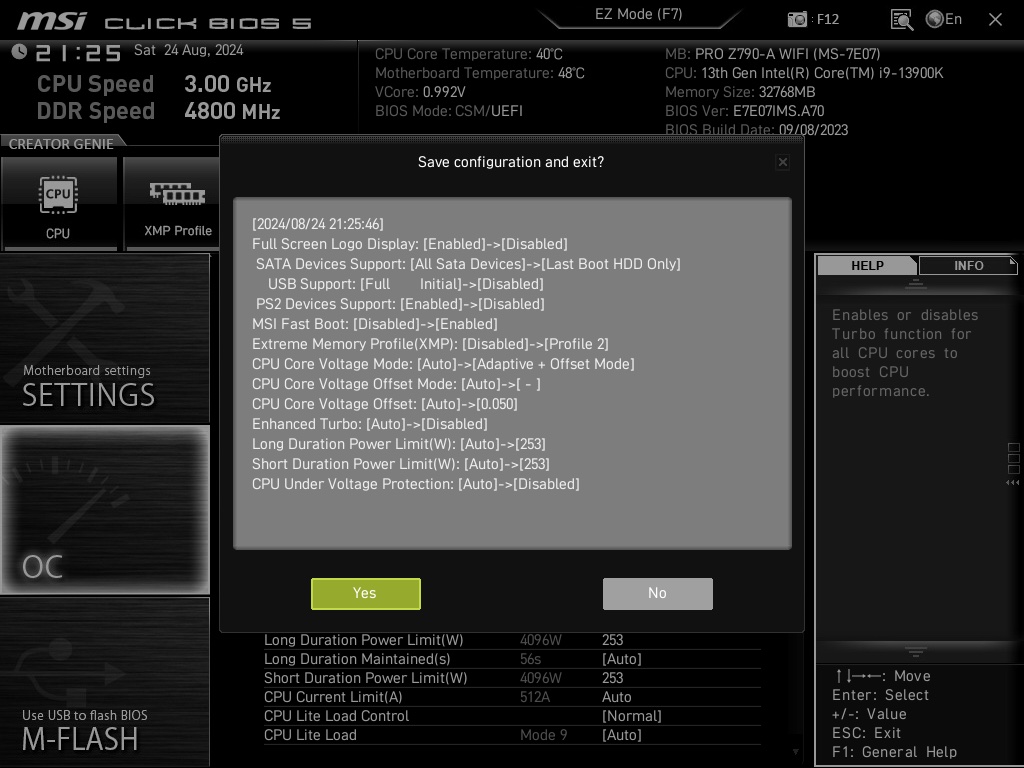 msi CLICK BIOS 5
EZ Mode (F7)
: F12
En
21:25 Sat 24 Aug, 2024
CPU Speed 3.00 GHz
DDR Speed 4800 MHz
CPU Core Temperature: 40°C
Motherboard Temperature: 48°C
VCore: 0.992V
BIOS Mode: CSM/UEFI
MB: PRO Z790-A WIFI (MS-7E07)
CPU: 13th Gen Intel(R) Core(TM) i9-13900K
Memory Size: 32768MB
BIOS Ver: E7E07IMS.A70
BIOS Build Date: 09/08/2023
CREATOR GENIE
CPU
CPU
XMP Profile
Motherboard settings
SETTINGS
OC
Use USB to flash BIOS
M-FLASH
Save configuration and exit?
[2024/08/24 21:25:46]
Full Screen Logo Display: [Enabled]->[Disabled]
SATA Devices Support: [All Sata Devices]->[Last Boot HDD Only]
USB Support: [Full Initial]->[Disabled]
PS2 Devices Support: [Enabled]->[Disabled]
MSI Fast Boot: [Disabled]->[Enabled]
Extreme Memory Profile(XMP): [Disabled]->[Profile 2]
CPU Core Voltage Mode: [Auto]->[Adaptive + Offset Mode]
CPU Core Voltage Offset Mode: [Auto]->[ - ]
CPU Core Voltage Offset: [Auto]->[0.050]
Enhanced Turbo: [Auto]->[Disabled]
Long Duration Power Limit(W): [Auto]->[253]
Short Duration Power Limit(W): [Auto]->[253]
CPU Under Voltage Protection: [Auto]->[Disabled]
Yes
No
Long Duration Power Limit(W) 4096W 253
Long Duration Maintained(s) 56s [Auto]
Short Duration Power Limit(W) 4096W 253
CPU Current Limit(A) 512A Auto
CPU Lite Load Control [Normal]
CPU Lite Load Mode 9 [Auto]
HELP
INFO
Enables or disables
Turbo function for
all CPU cores to
boost CPU
performance.
↑↓→←: Move
Enter: Select
+/-: Value
ESC: Exit
F1: General Help